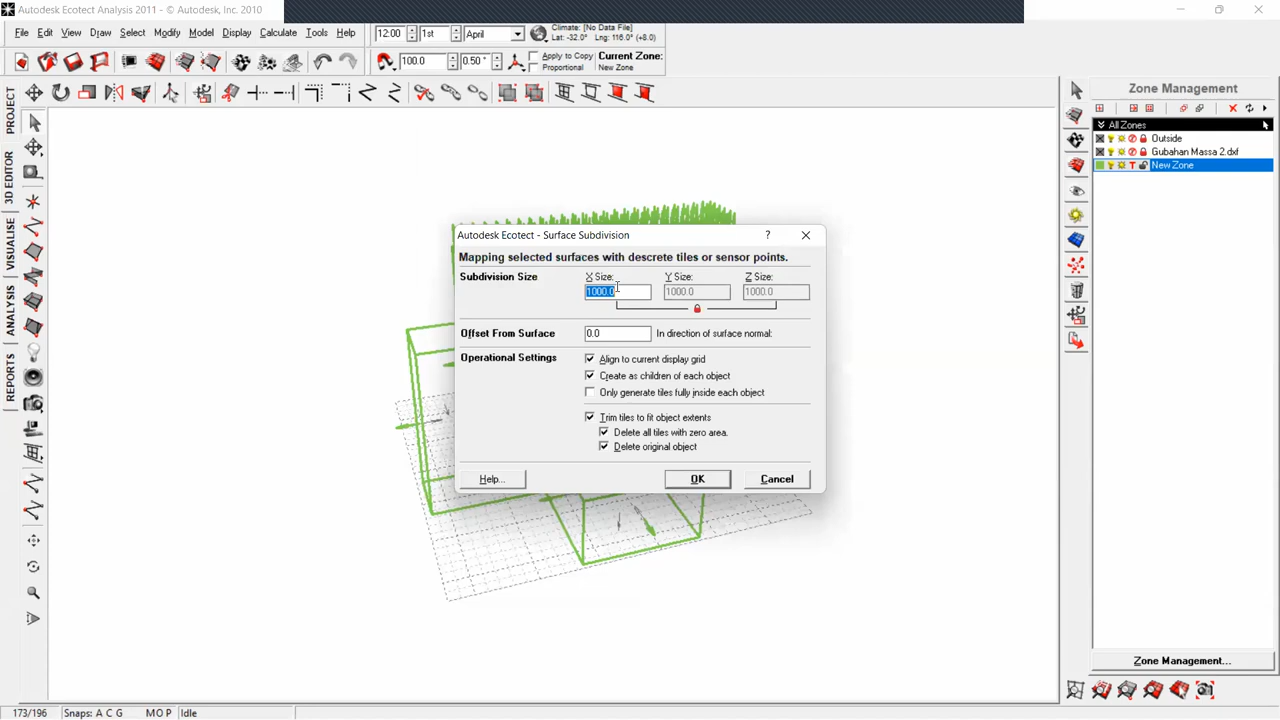 Autodesk Ecotect Analysis 2011 - © Autodesk, Inc. 2010
File Edit View Draw Select Modify Model Display Calculate Tools Help
12:00 1st April
Climate: [No Data File]
Lat: -32.0° Lng: 116.0° (+8.0)
100.0 0.50 °
Apply to Copy
Proportional
Current Zone:
New Zone
PROJECT
3D EDITOR
VISUALISE
ANALYSIS
REPORTS
Zone Management
All Zones
Outside
Gubahan Massa 2.dxf
T New Zone
Zone Management...
Autodesk Ecotect - Surface Subdivision ?
Mapping selected surfaces with descrete tiles or sensor points.
Subdivision Size
X Size: Y Size: Z Size:
1000.0 1000.0 1000.0
Offset From Surface 0.0 In direction of surface normal:
Operational Settings
Align to current display grid
Create as children of each object
Only generate tiles fully inside each object
Trim tiles to fit object extents
Delete all tiles with zero area.
Delete original object
Help... OK Cancel
173/196 Snaps: A C G MO P Idle